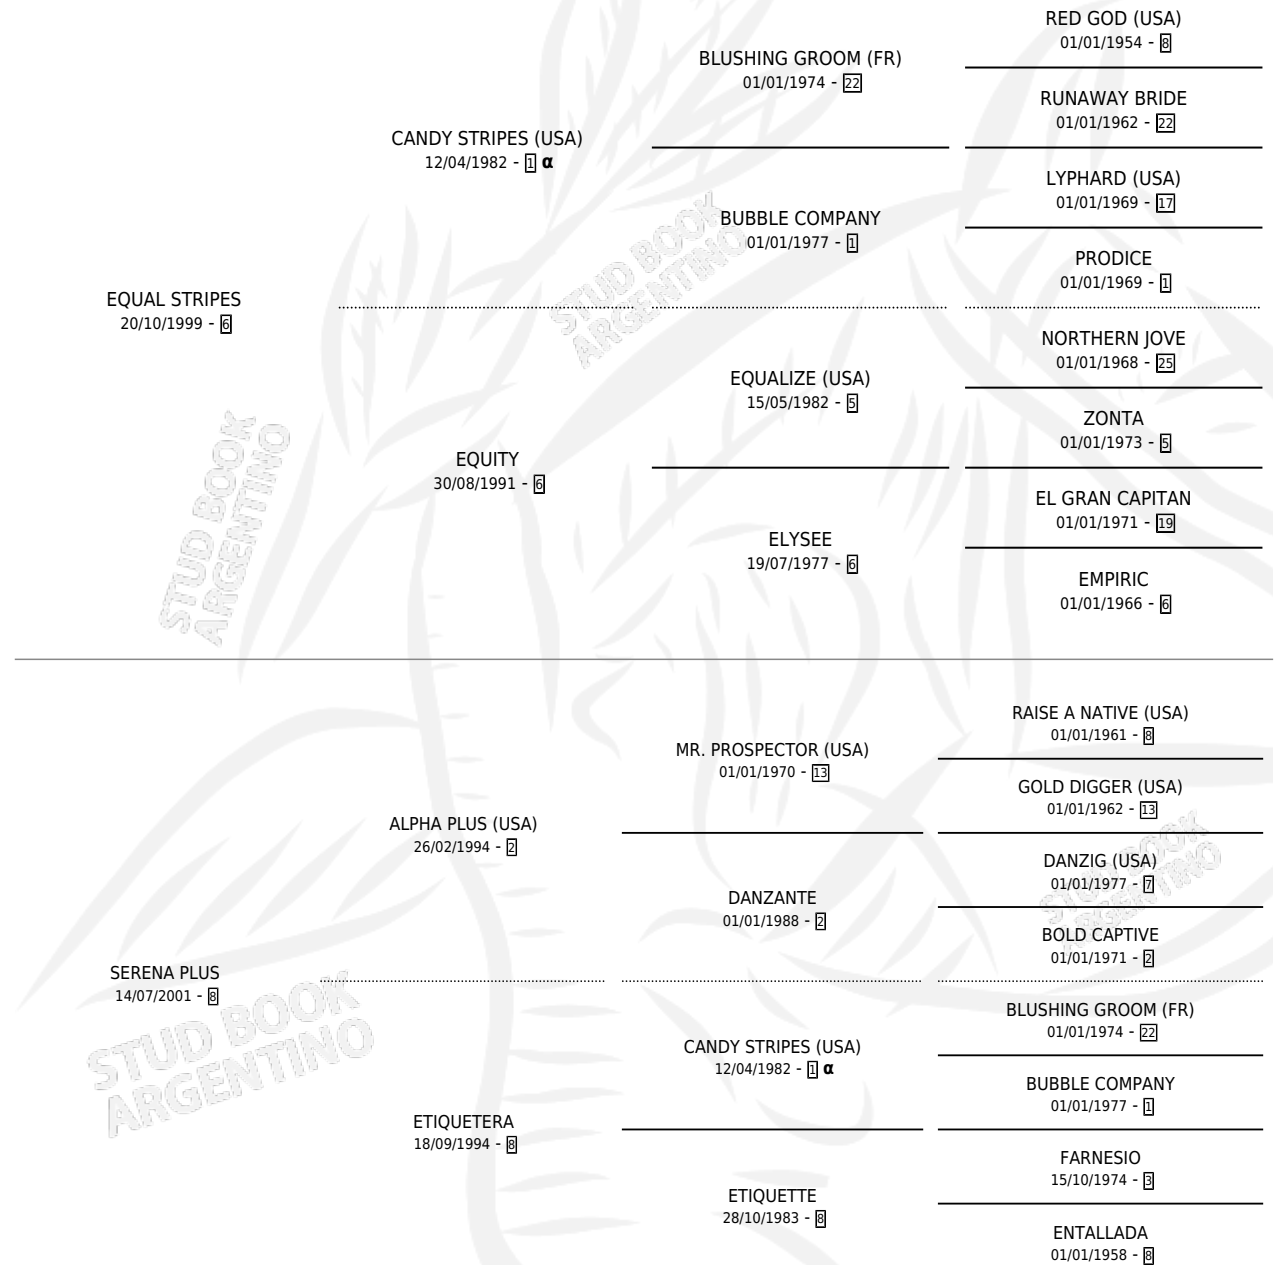 RED GOD (USA)
01/01/1954 - 8
BLUSHING GROOM (FR)
01/01/1974 - 22
RUNAWAY BRIDE
01/01/1962 - 22
CANDY STRIPES (USA)
12/04/1982 - 1 α
LYPHARD (USA)
01/01/1969 - 17
BUBBLE COMPANY
01/01/1977 - 1
PRODICE
01/01/1969 - 1
STUD BOOK
ARGENTINO
EQUAL STRIPES
20/10/1999 - 6
NORTHERN JOVE
01/01/1968 - 25
EQUALIZE (USA)
15/05/1982 - 5
ZONTA
01/01/1973 - 5
EQUITY
30/08/1991 - 6
EL GRAN CAPITAN
01/01/1971 - 19
ELYSEE
19/07/1977 - 6
EMPIRIC
01/01/1966 - 6
STUD BOOK
ARGENTINO
RAISE A NATIVE (USA)
01/01/1961 - 8
MR. PROSPECTOR (USA)
01/01/1970 - 13
GOLD DIGGER (USA)
01/01/1962 - 13
ALPHA PLUS (USA)
26/02/1994 - 2
DANZIG (USA)
01/01/1977 - 7
STUD BOOK
ARGENTINO
DANZANTE
01/01/1988 - 2
BOLD CAPTIVE
01/01/1971 - 2
SERENA PLUS
14/07/2001 - 8
BLUSHING GROOM (FR)
01/01/1974 - 22
CANDY STRIPES (USA)
12/04/1982 - 1 α
BUBBLE COMPANY
01/01/1977 - 1
STUD BOOK
ARGENTINO
ETIQUETERA
18/09/1994 - 8
FARNESIO
15/10/1974 - 3
ETIQUETTE
28/10/1983 - 8
ENTALLADA
01/01/1958 - 8